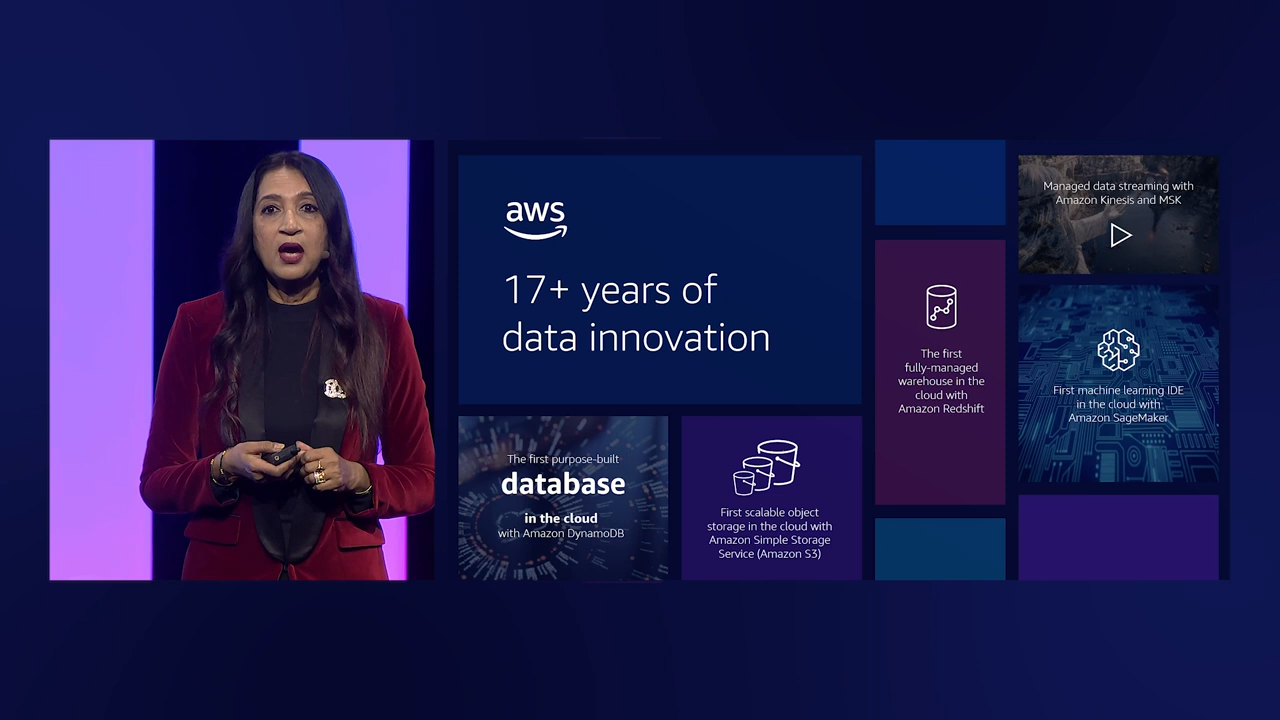 aws
17+ years of
data innovation
The first purpose-built
database
in the cloud
with Amazon DynamoDB
First scalable object
storage in the cloud with
Amazon Simple Storage
Service (Amazon S3)
The first
fully-managed
warehouse in the
cloud with
Amazon Redshift
Managed data streaming with
Amazon Kinesis and MSK
First machine learning IDE
in the cloud with
Amazon SageMaker